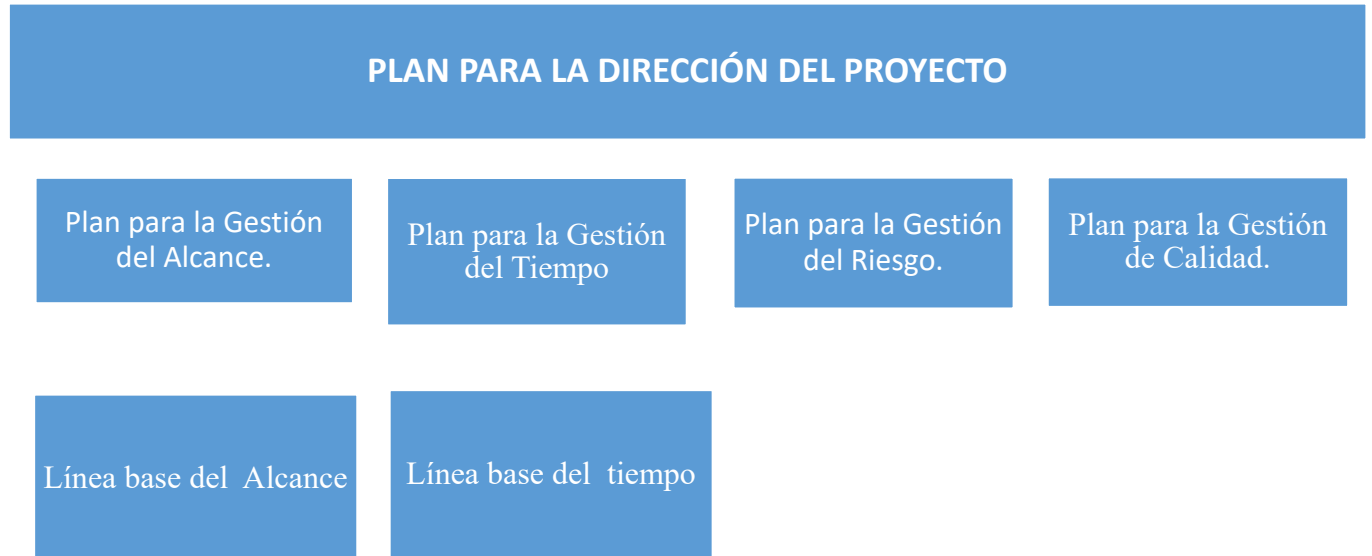 PLAN PARA LA DIRECCIÓN DEL PROYECTO
Plan para la Gestión
del Alcance.
Plan para la Gestión
del Tiempo
Plan para la Gestión
del Riesgo.
Plan para la Gestión
de Calidad.
Línea base del Alcance
Línea base del tiempo